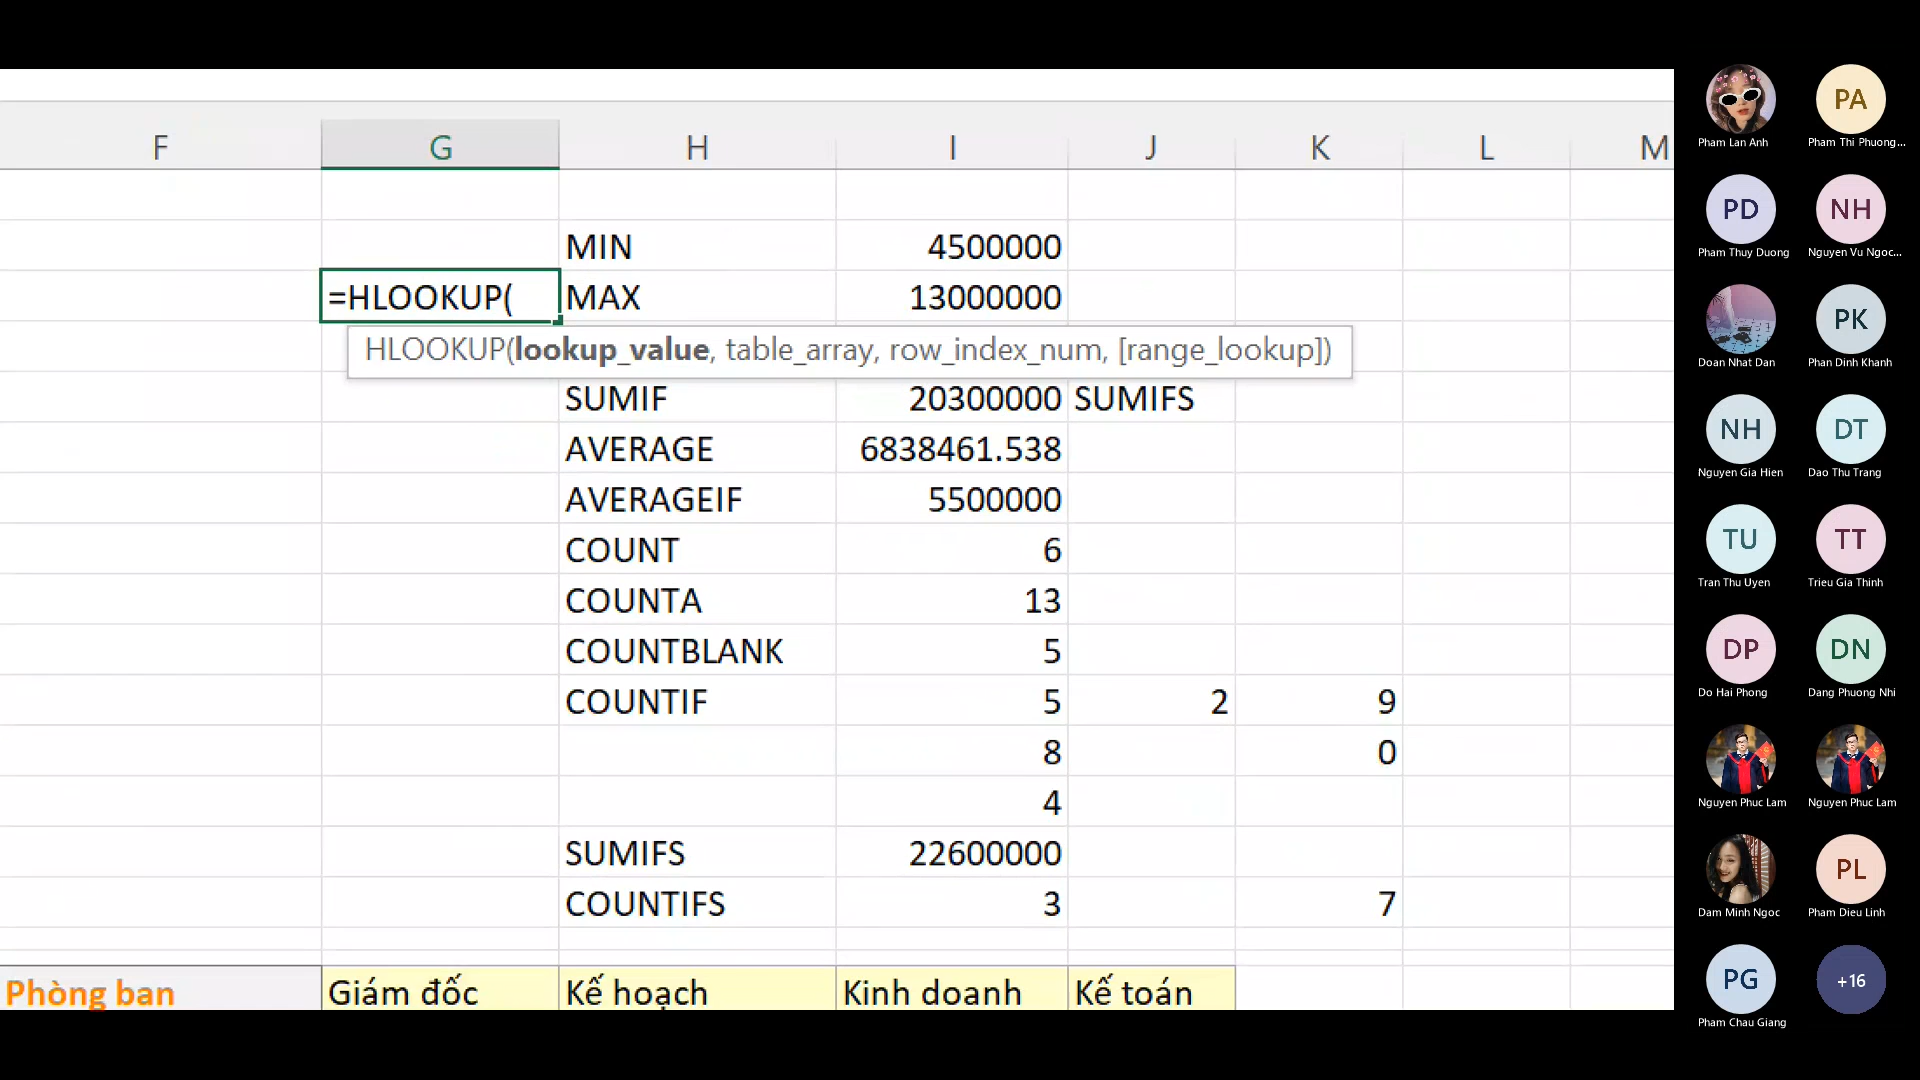 F G H I J K L M
MIN 4500000
=HLOOKUP( MAX 13000000
HLOOKUP(lookup_value, table_array, row_index_num, [range_lookup])
SUMIF 20300000 SUMIFS
AVERAGE 6838461.538
AVERAGEIF 5500000
COUNT 6
COUNTA 13
COUNTBLANK 5
COUNTIF 5 2 9
8 0
4
SUMIFS 22600000
COUNTIFS 3 7
Phòng ban Giám đốc Kế hoạch Kinh doanh Kế toán
PA
Pham Lan Anh Pham Thi Phuong...
PD NH
Pham Thuy Duong Nguyen Vu Ngoc...
PK
Doan Nhat Dan Phan Dinh Khanh
NH DT
Nguyen Gia Hien Dao Thu Trang
TU TT
Tran Thu Uyen Trieu Gia Thinh
DP DN
Do Hai Phong Dang Phuong Nhi
Nguyen Phuc Lam Nguyen Phuc Lam
PL
Dam Minh Ngoc Pham Dieu Linh
PG +16
Pham Chau Giang